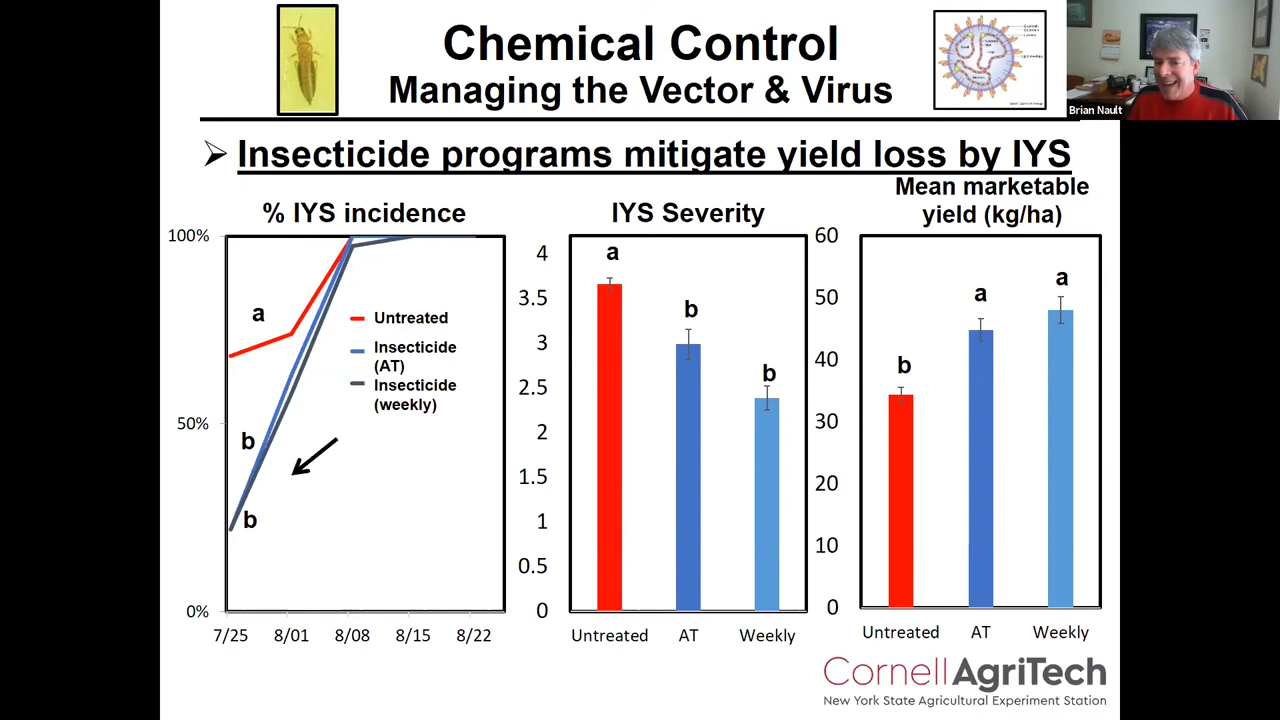 Chemical Control
Managing the Vector & Virus
Brian Nault
Insecticide programs mitigate yield loss by IYS
% IYS incidence
100%
50%
0%
a
b
b
Untreated
Insecticide
(AT)
Insecticide
(weekly)
7/25 8/01 8/08 8/15 8/22
IYS Severity
4
3.5
3
2.5
2
1.5
1
0.5
0
a
b
b
Untreated AT Weekly
Mean marketable
yield (kg/ha)
60
50
40
30
20
10
0
b
a
a
Untreated AT Weekly
CornellAgriTech
New York State Agricultural Experiment Station